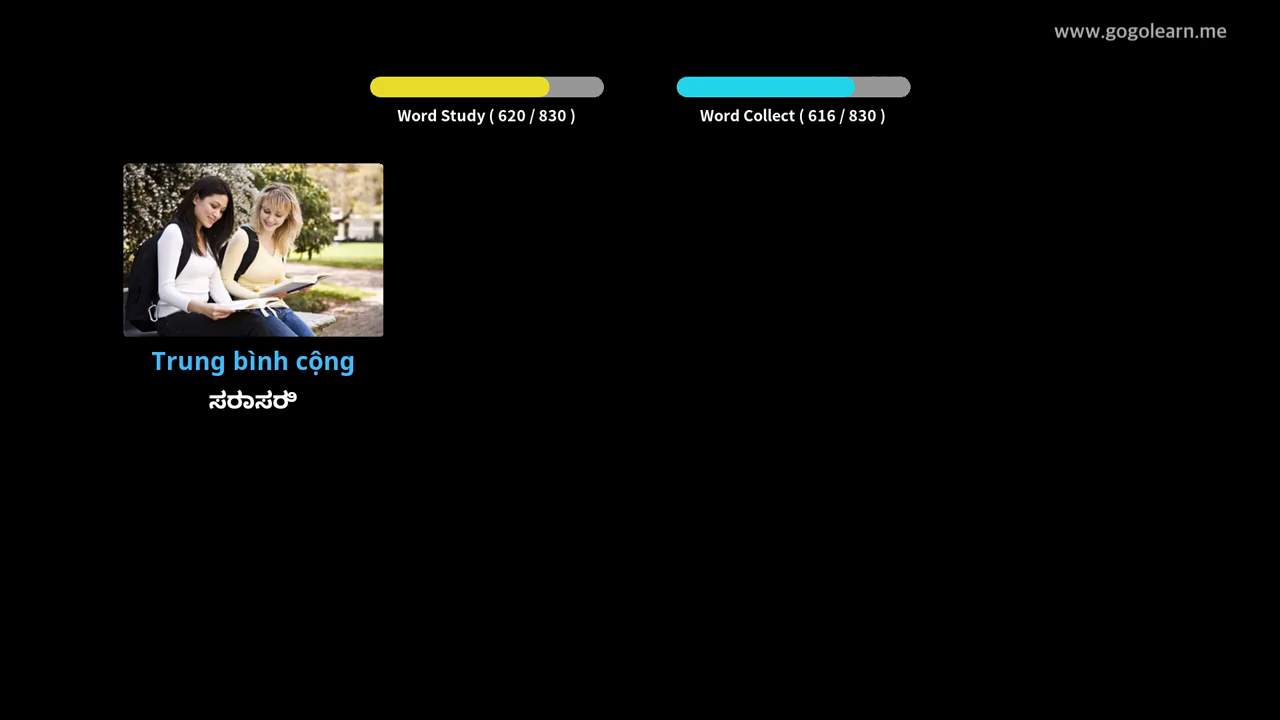 www.gogolearn.me
Word Study ( 620 / 830 )
Word Collect ( 616 / 830 )
Trung bình cộng
ಸರಾಸರಿ